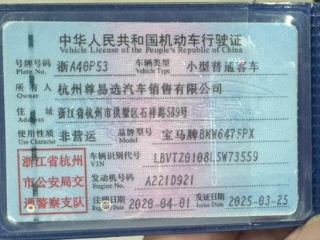 中华人民共和国机动车行驶证
Vehicle License of the People's Republic of China
号牌号码 浙A40P53 车辆类型 小型普通客车
Plate No. Vehicle Type
所有人 杭州尊易选汽车销售有限公司
Owner
住址 浙江省杭州市拱墅区石祥路589号
Address
使用性质 非营运 品牌型号 宝马牌BMW6475PX
Use Character Model
浙江省杭州市公安局交通警察支队
车辆识别代号
VIN
发动机号码 A221D921
Engine No.
注册日期 2020-04-01 发证日期 2025-03-25
Register Date Issue Date